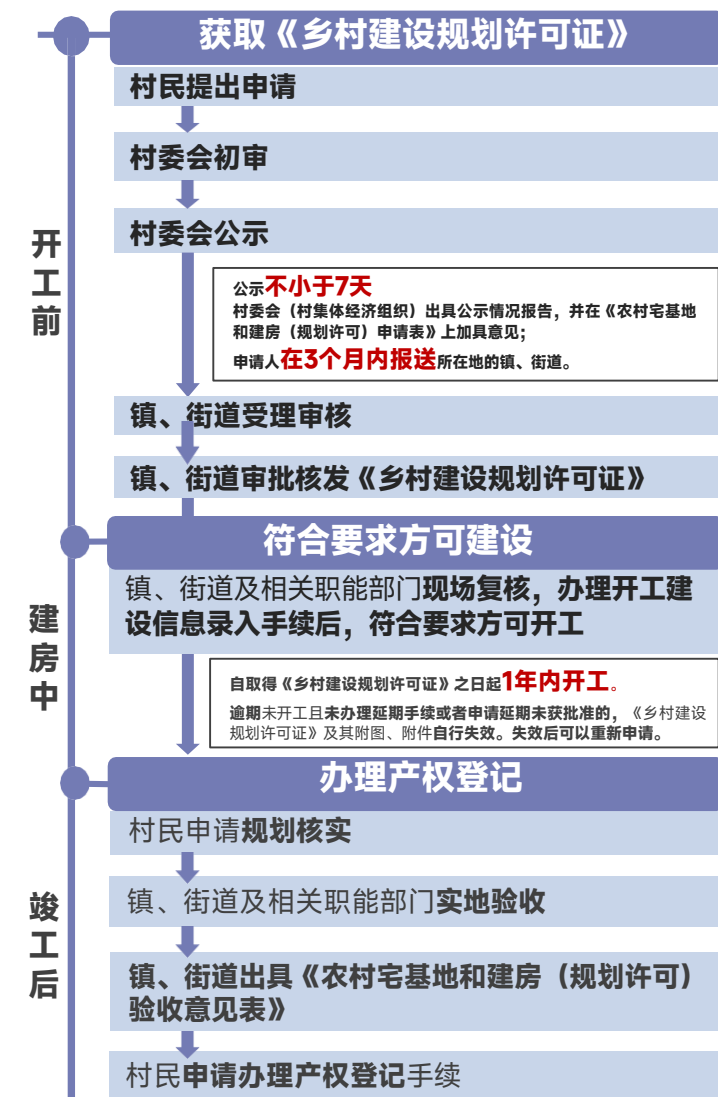 获取《乡村建设规划许可证》
村民提出申请
村委会初审
村委会公示
开工前
公示不小于7天
村委会（村集体经济组织）出具公示情况报告，并在《农村宅基地
和建房（规划许可）申请表》上加具意见；
申请人在3个月内报送所在地的镇、街道。
镇、街道受理审核
镇、街道审批核发《乡村建设规划许可证》
符合要求方可建设
镇、街道及相关职能部门现场复核，办理开工建
设信息录入手续后，符合要求方可开工
建房中
自取得《乡村建设规划许可证》之日起1年内开工。
逾期未开工且未办理延期手续或者申请延期未获批准的，《乡村建设
规划许可证》及其附图、附件自行失效。失效后可以重新申请。
办理产权登记
村民申请规划核实
镇、街道及相关职能部门实地验收
竣工后
镇、街道出具《农村宅基地和建房（规划许可）
验收意见表》
村民申请办理产权登记手续